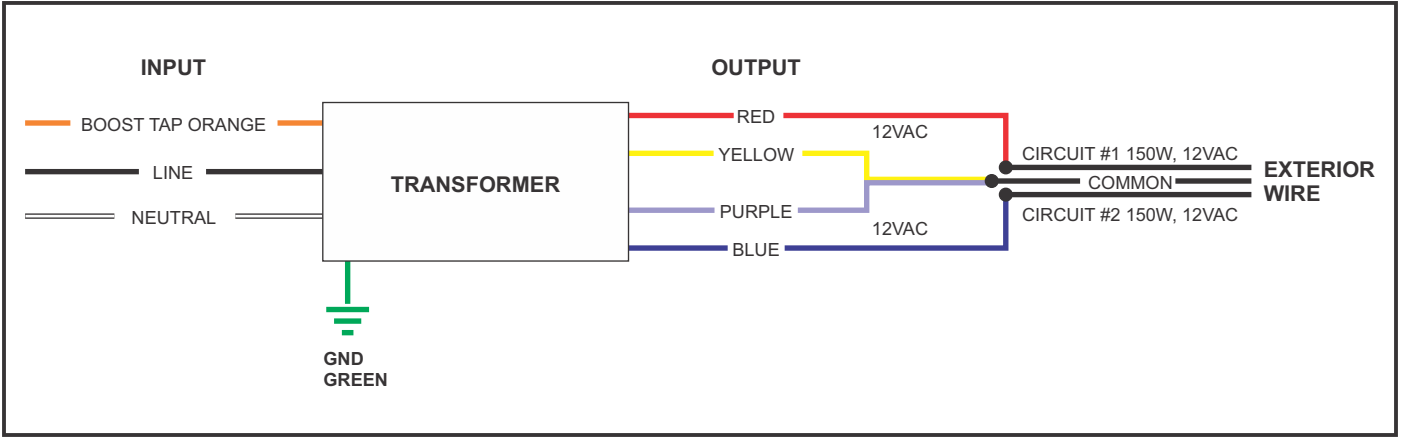 INPUT
OUTPUT
BOOST TAP ORANGE
LINE
NEUTRAL
TRANSFORMER
GND
GREEN
RED
12VAC
YELLOW
PURPLE
12VAC
BLUE
CIRCUIT #1 150W, 12VAC
COMMON
CIRCUIT #2 150W, 12VAC
EXTERIOR
WIRE